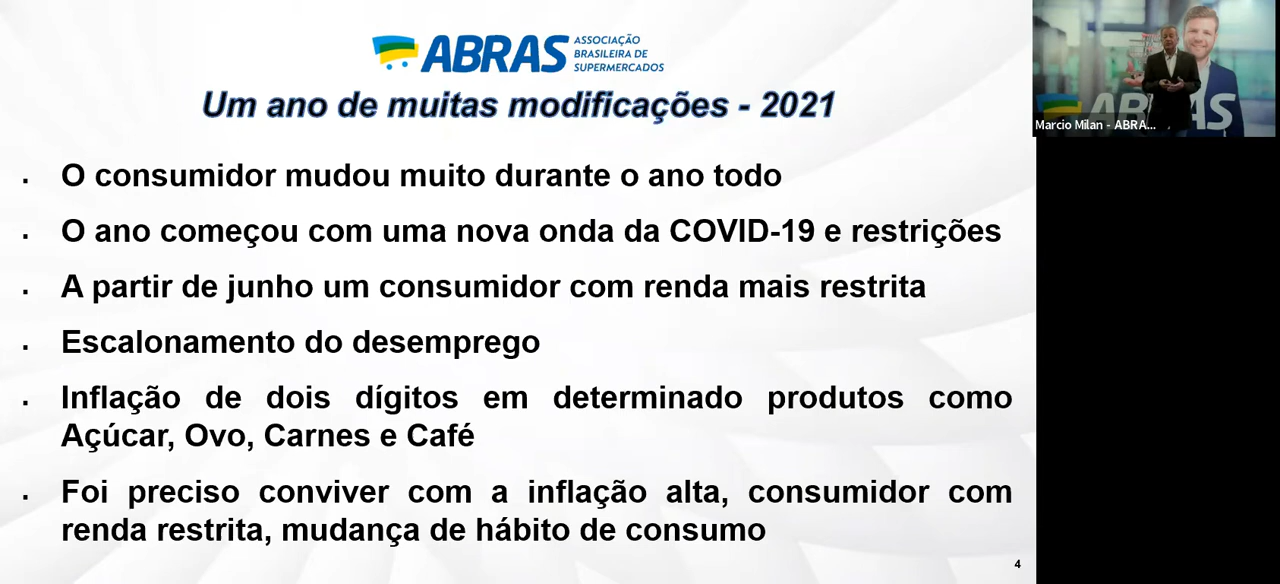 ABRAS
ASSOCIAÇÃO
BRASILEIRA DE
SUPERMERCADOS
Um ano de muitas modificações - 2021
ABRAS
Marcio Milan - ABRA...
▪ O consumidor mudou muito durante o ano todo
▪ O ano começou com uma nova onda da COVID-19 e restrições
▪ A partir de junho um consumidor com renda mais restrita
▪ Escalonamento do desemprego
▪ Inflação de dois dígitos em determinado produtos como
Açúcar, Ovo, Carnes e Café
▪ Foi preciso conviver com a inflação alta, consumidor com
renda restrita, mudança de hábito de consumo
4